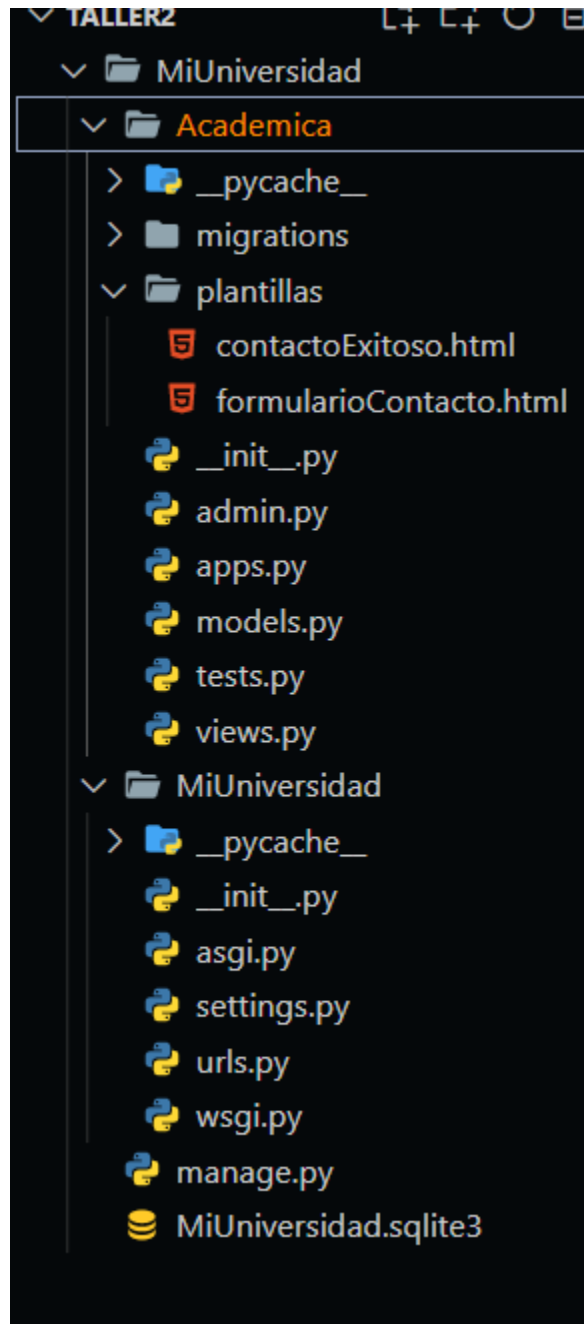 TALLER2
MiUniversidad
Academica
__pycache__
migrations
plantillas
contactoExitoso.html
formularioContacto.html
__init__.py
admin.py
apps.py
models.py
tests.py
views.py
MiUniversidad
__pycache__
__init__.py
asgi.py
settings.py
urls.py
wsgi.py
manage.py
MiUniversidad.sqlite3